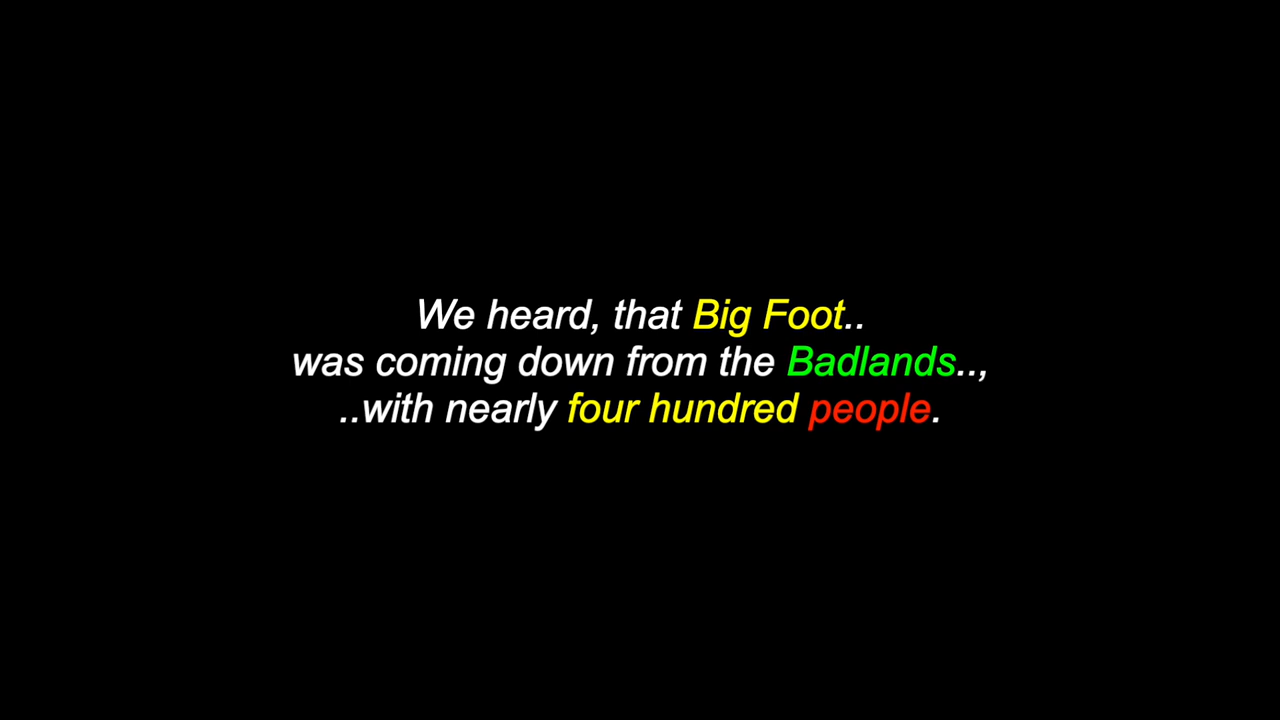 We heard, that Big Foot..
was coming down from the Badlands..,
..with nearly four hundred people.